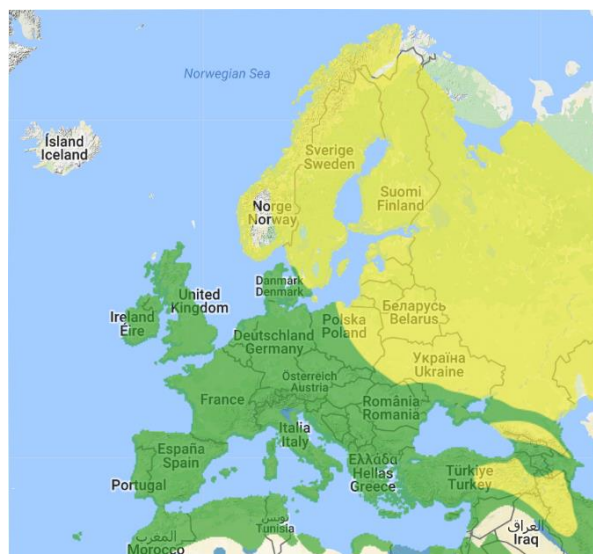 Norwegian Sea
Ísland
Iceland
Sverige
Sweden
Suomi
Finland
Norge
Norway
Danmark
Denmark
United
Kingdom
Ireland
Éire
Беларусь
Belarus
Polska
Poland
Deutschland
Germany
Україна
Ukraine
Österreich
Austria
France
România
Romania
Italia
Italy
España
Spain
Ελλάδα
Hellas
Greece
Portugal
Türkiye
Turkey
تونس
Tunisia
العراق
Iraq
المغرب
Morocco